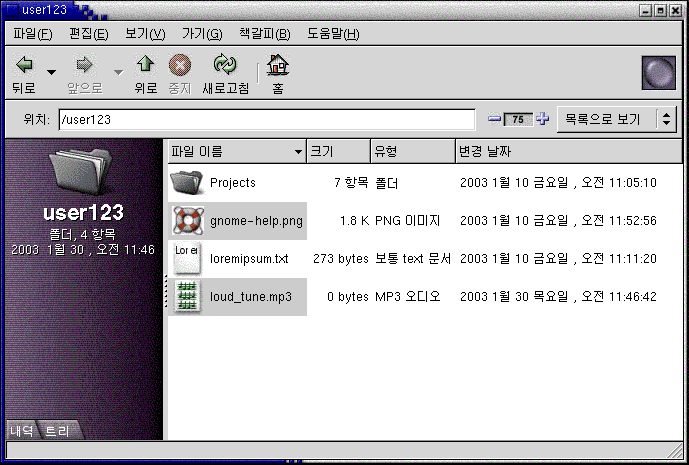 user123
파일(F) 편집(E) 보기(V) 가기(G) 책갈피(B) 도움말(H)
뒤로 앞으로 위로 중지 새로고침 홈
위치: /user123 75 목록으로 보기
파일 이름 크기 유형 변경 날짜
Projects 7 항목 폴더 2003 1월 10 금요일 , 오전 11:05:10
gnome-help.png 1.8 K PNG 이미지 2003 1월 10 금요일 , 오전 11:52:56
Lor ei loremipsum.txt 273 bytes 보통 text 문서 2003 1월 10 금요일 , 오전 11:11:20
loud_tune.mp3 0 bytes MP3 오디오 2003 1월 30 목요일 , 오전 11:46:42
user123
폴더, 4 항목
2003 1월 30 , 오전 11:46
내역 트리